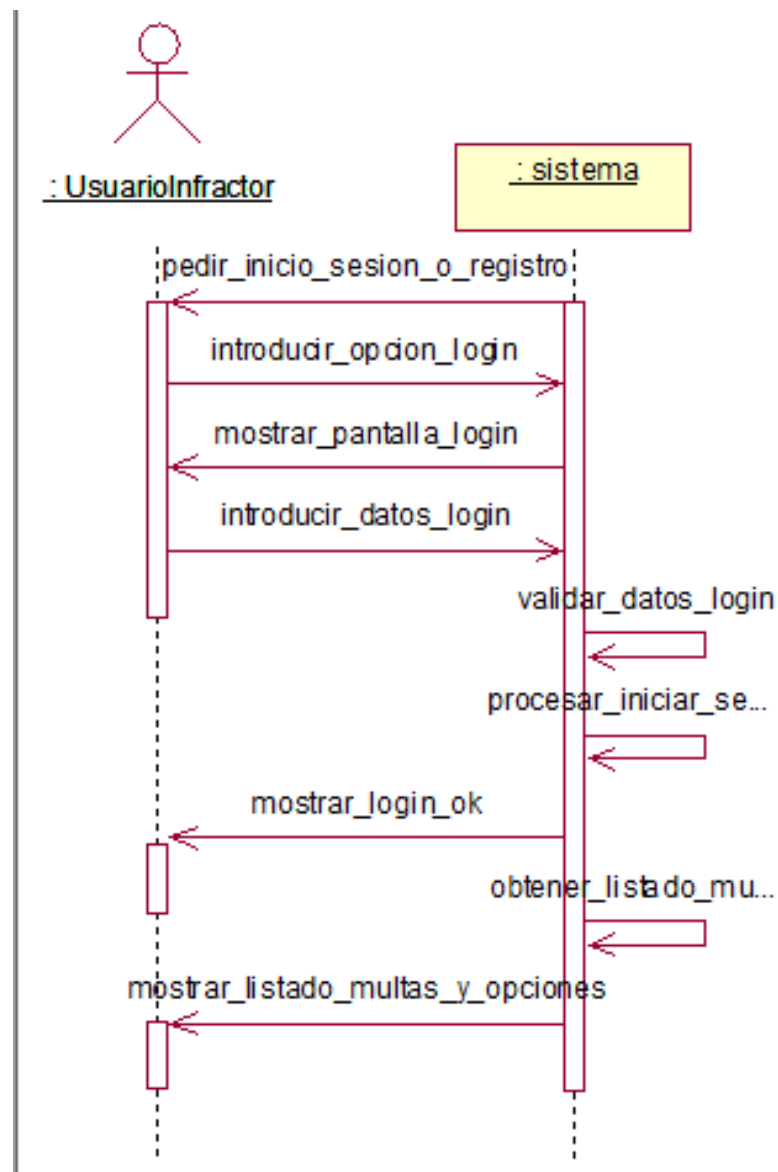 : UsuarioInfractor
: sistema
pedir_inicio_sesion_o_registro
introducir_opcion_login
mostrar_pantalla_login
introducir_datos_login
validar_datos_login
procesar_iniciar_se...
mostrar_login_ok
obtener_listado_mu...
mostrar_listado_multas_y_opciones